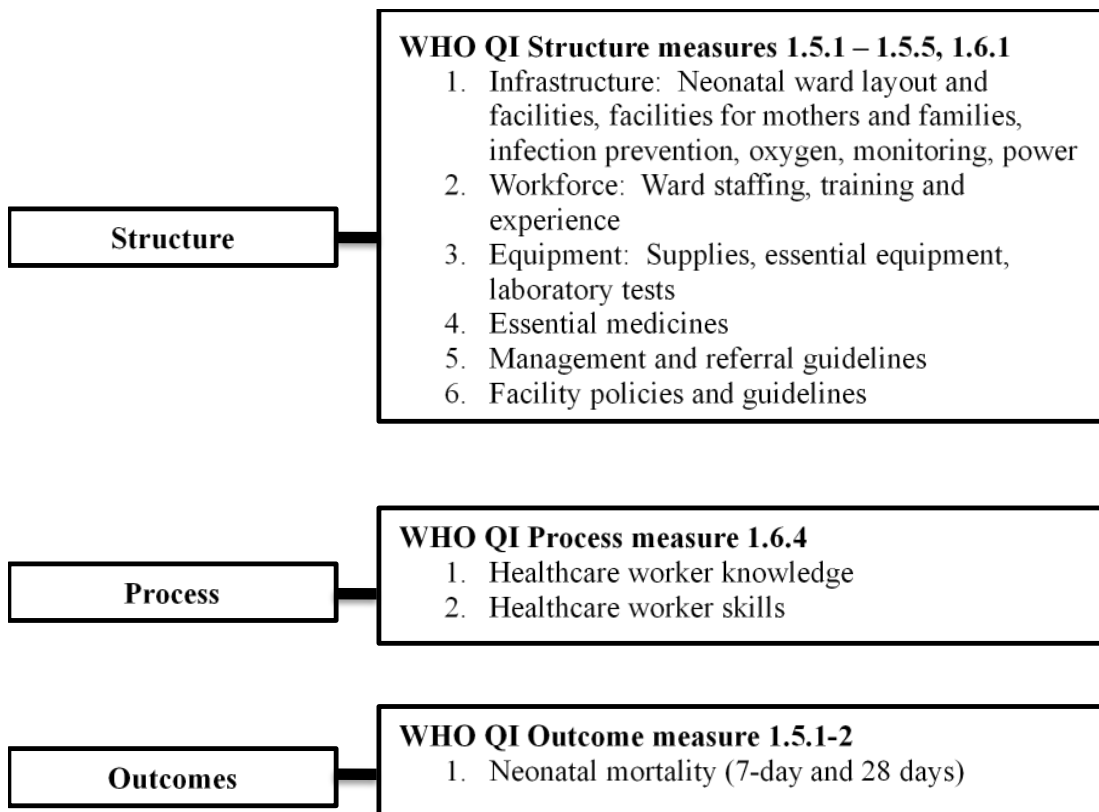 WHO QI Structure measures 1.5.1 – 1.5.5, 1.6.1
1. Infrastructure: Neonatal ward layout and
facilities, facilities for mothers and families,
infection prevention, oxygen, monitoring, power
2. Workforce: Ward staffing, training and
experience
3. Equipment: Supplies, essential equipment,
laboratory tests
4. Essential medicines
5. Management and referral guidelines
6. Facility policies and guidelines
Structure
WHO QI Process measure 1.6.4
1. Healthcare worker knowledge
2. Healthcare worker skills
Process
WHO QI Outcome measure 1.5.1-2
1. Neonatal mortality (7-day and 28 days)
Outcomes